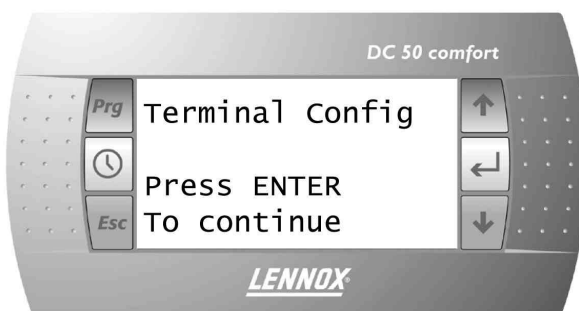 DC 50 comfort
Prg
Terminal Config
Press ENTER
Esc
To continue
LENNOX